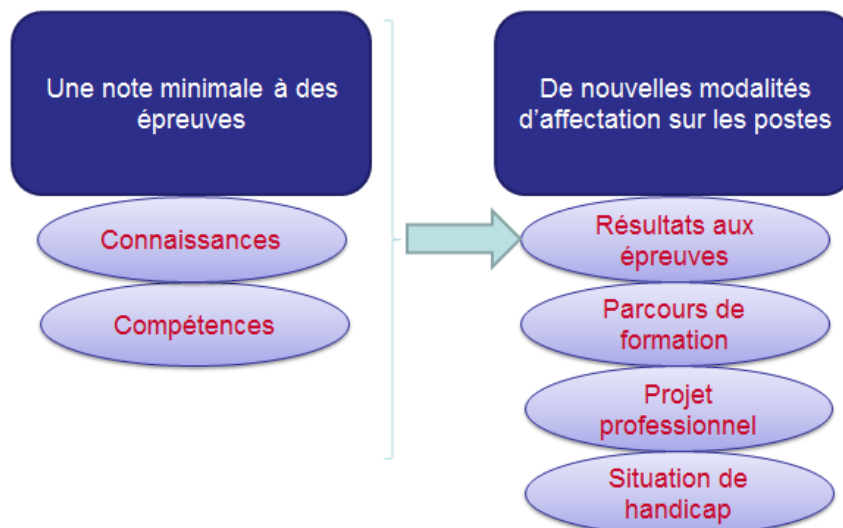 Une note minimale à des
épreuves
Connaissances
Compétences
De nouvelles modalités
d'affectation sur les postes
Résultats aux
épreuves
Parcours de
formation
Projet
professionnel
Situation de
handicap